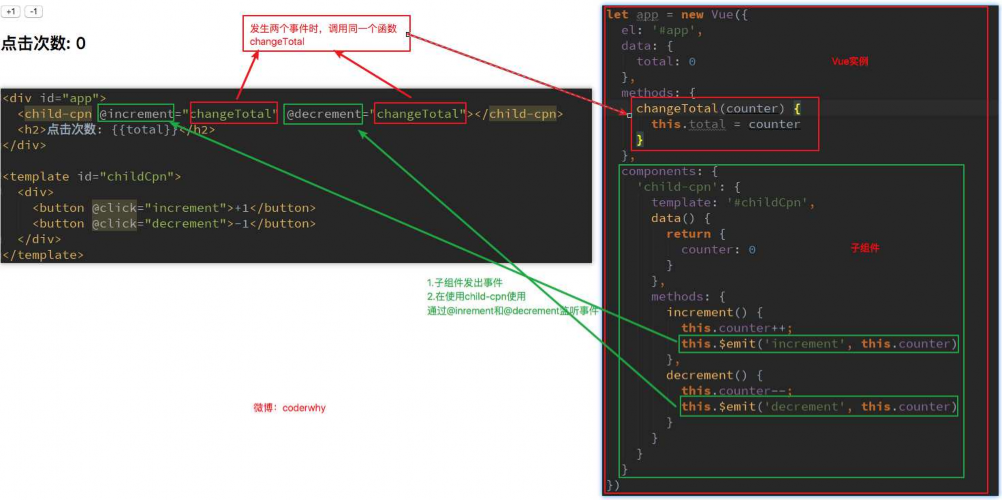 +1 -1
点击次数: 0
发生两个事件时，调用同一个函数
changeTotal
<div id="app">
<child-cpn @increment="changeTotal" @decrement="changeTotal"></child-cpn>
<h2>点击次数: {{total}}</h2>
</div>
<template id="childCpn">
<div>
<button @click="increment">+1</button>
<button @click="decrement">-1</button>
</div>
</template>
1.子组件发出事件
2.在使用child-cpn使用
通过@inrement和@decrement监听事件
微博：coderwhy
let app = new Vue({
el: '#app',
data: {
total: 0
},
Vue实例
methods: {
changeTotal(counter) {
this.total = counter
}
},
components: {
'child-cpn': {
template: '#childCpn',
data() {
return {
counter: 0
}
},
子组件
methods: {
increment() {
this.counter++;
this.$emit('increment', this.counter)
},
decrement() {
this.counter--;
this.$emit('decrement', this.counter)
}
}
}
}
})